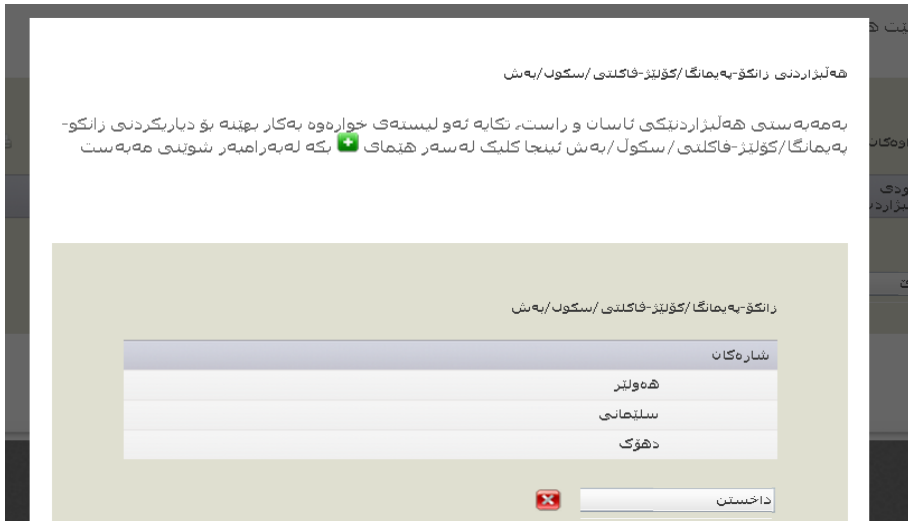 هەڵبژاردنی زانکۆ-پەیمانگا/کۆلێژ-فاکلتی/سکوڵ/بەش
بەمەبەستی هەڵبژاردنێکی ئاسان و راست، تکایە ئەو لیستەی خوارەوە بەکار بهێنە بۆ دیاریکردنی زانکو-
پەیمانگا/کۆلێژ-فاکلتی/سکوڵ/بەش ئینجا کلیک لەسەر هێمای بکە لەبەرامبەر شوێنی مەبەست
زانکۆ-پەیمانگا/کۆلێژ-فاکلتی/سکوڵ/بەش
شارەکان
هەولێر
سلێمانی
دهۆک
داخستن